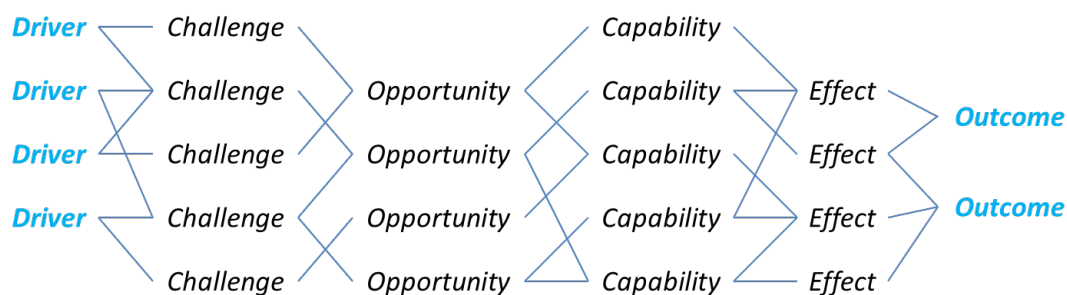 Driver Challenge Capability
Driver Challenge Opportunity Capability Effect
Outcome
Driver Challenge Opportunity Capability Effect
Driver Challenge Opportunity Capability Effect
Outcome
Challenge Opportunity Capability Effect